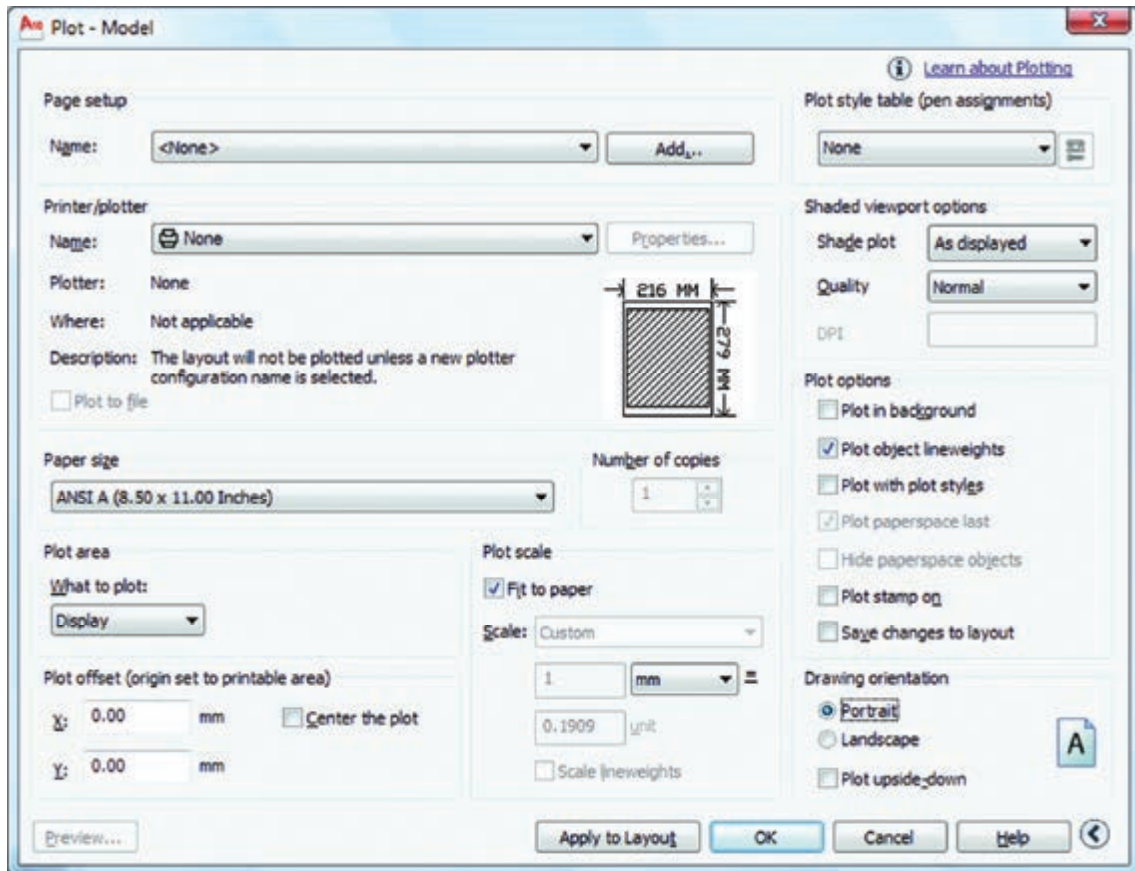 Plot - Model
Learn about Plotting
Page setup
Name: <None> Add...
Plot style table (pen assignments)
None
Printer/plotter
Name: None Properties...
Plotter: None
Where: Not applicable
Description: The layout will not be plotted unless a new plotter
configuration name is selected.
Plot to file
216 MM
279 MM
Shaded viewport options
Shade plot As displayed
Quality Normal
DPI
Paper size
ANSI A (8.50 x 11.00 Inches)
Number of copies
1
Plot options
Plot in background
Plot object lineweights
Plot with plot styles
Plot paperspace last
Hide paperspace objects
Plot stamp on
Save changes to layout
Plot area
What to plot:
Display
Plot scale
Fit to paper
Scale: Custom
1 mm =
0.1909 unit
Scale lineweights
Plot offset (origin set to printable area)
X: 0.00 mm Center the plot
Y: 0.00 mm
Drawing orientation
Portrait
Landscape
Plot upside-down
A
Preview... Apply to Layout OK Cancel Help